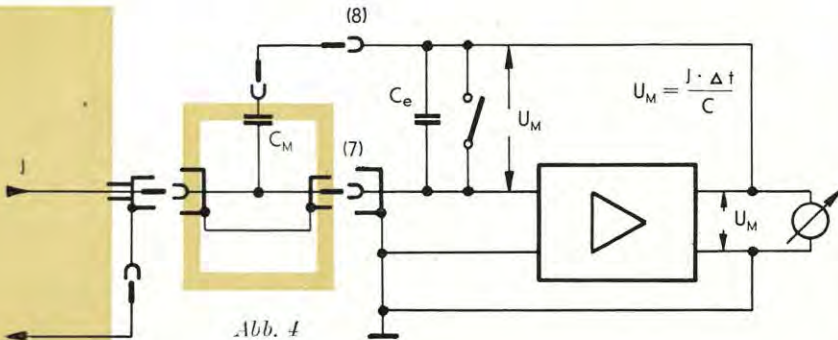 (8)
C_e
U_M
U_M = J · Δt / C
C_M
(7)
J
U_M
Abb. 4